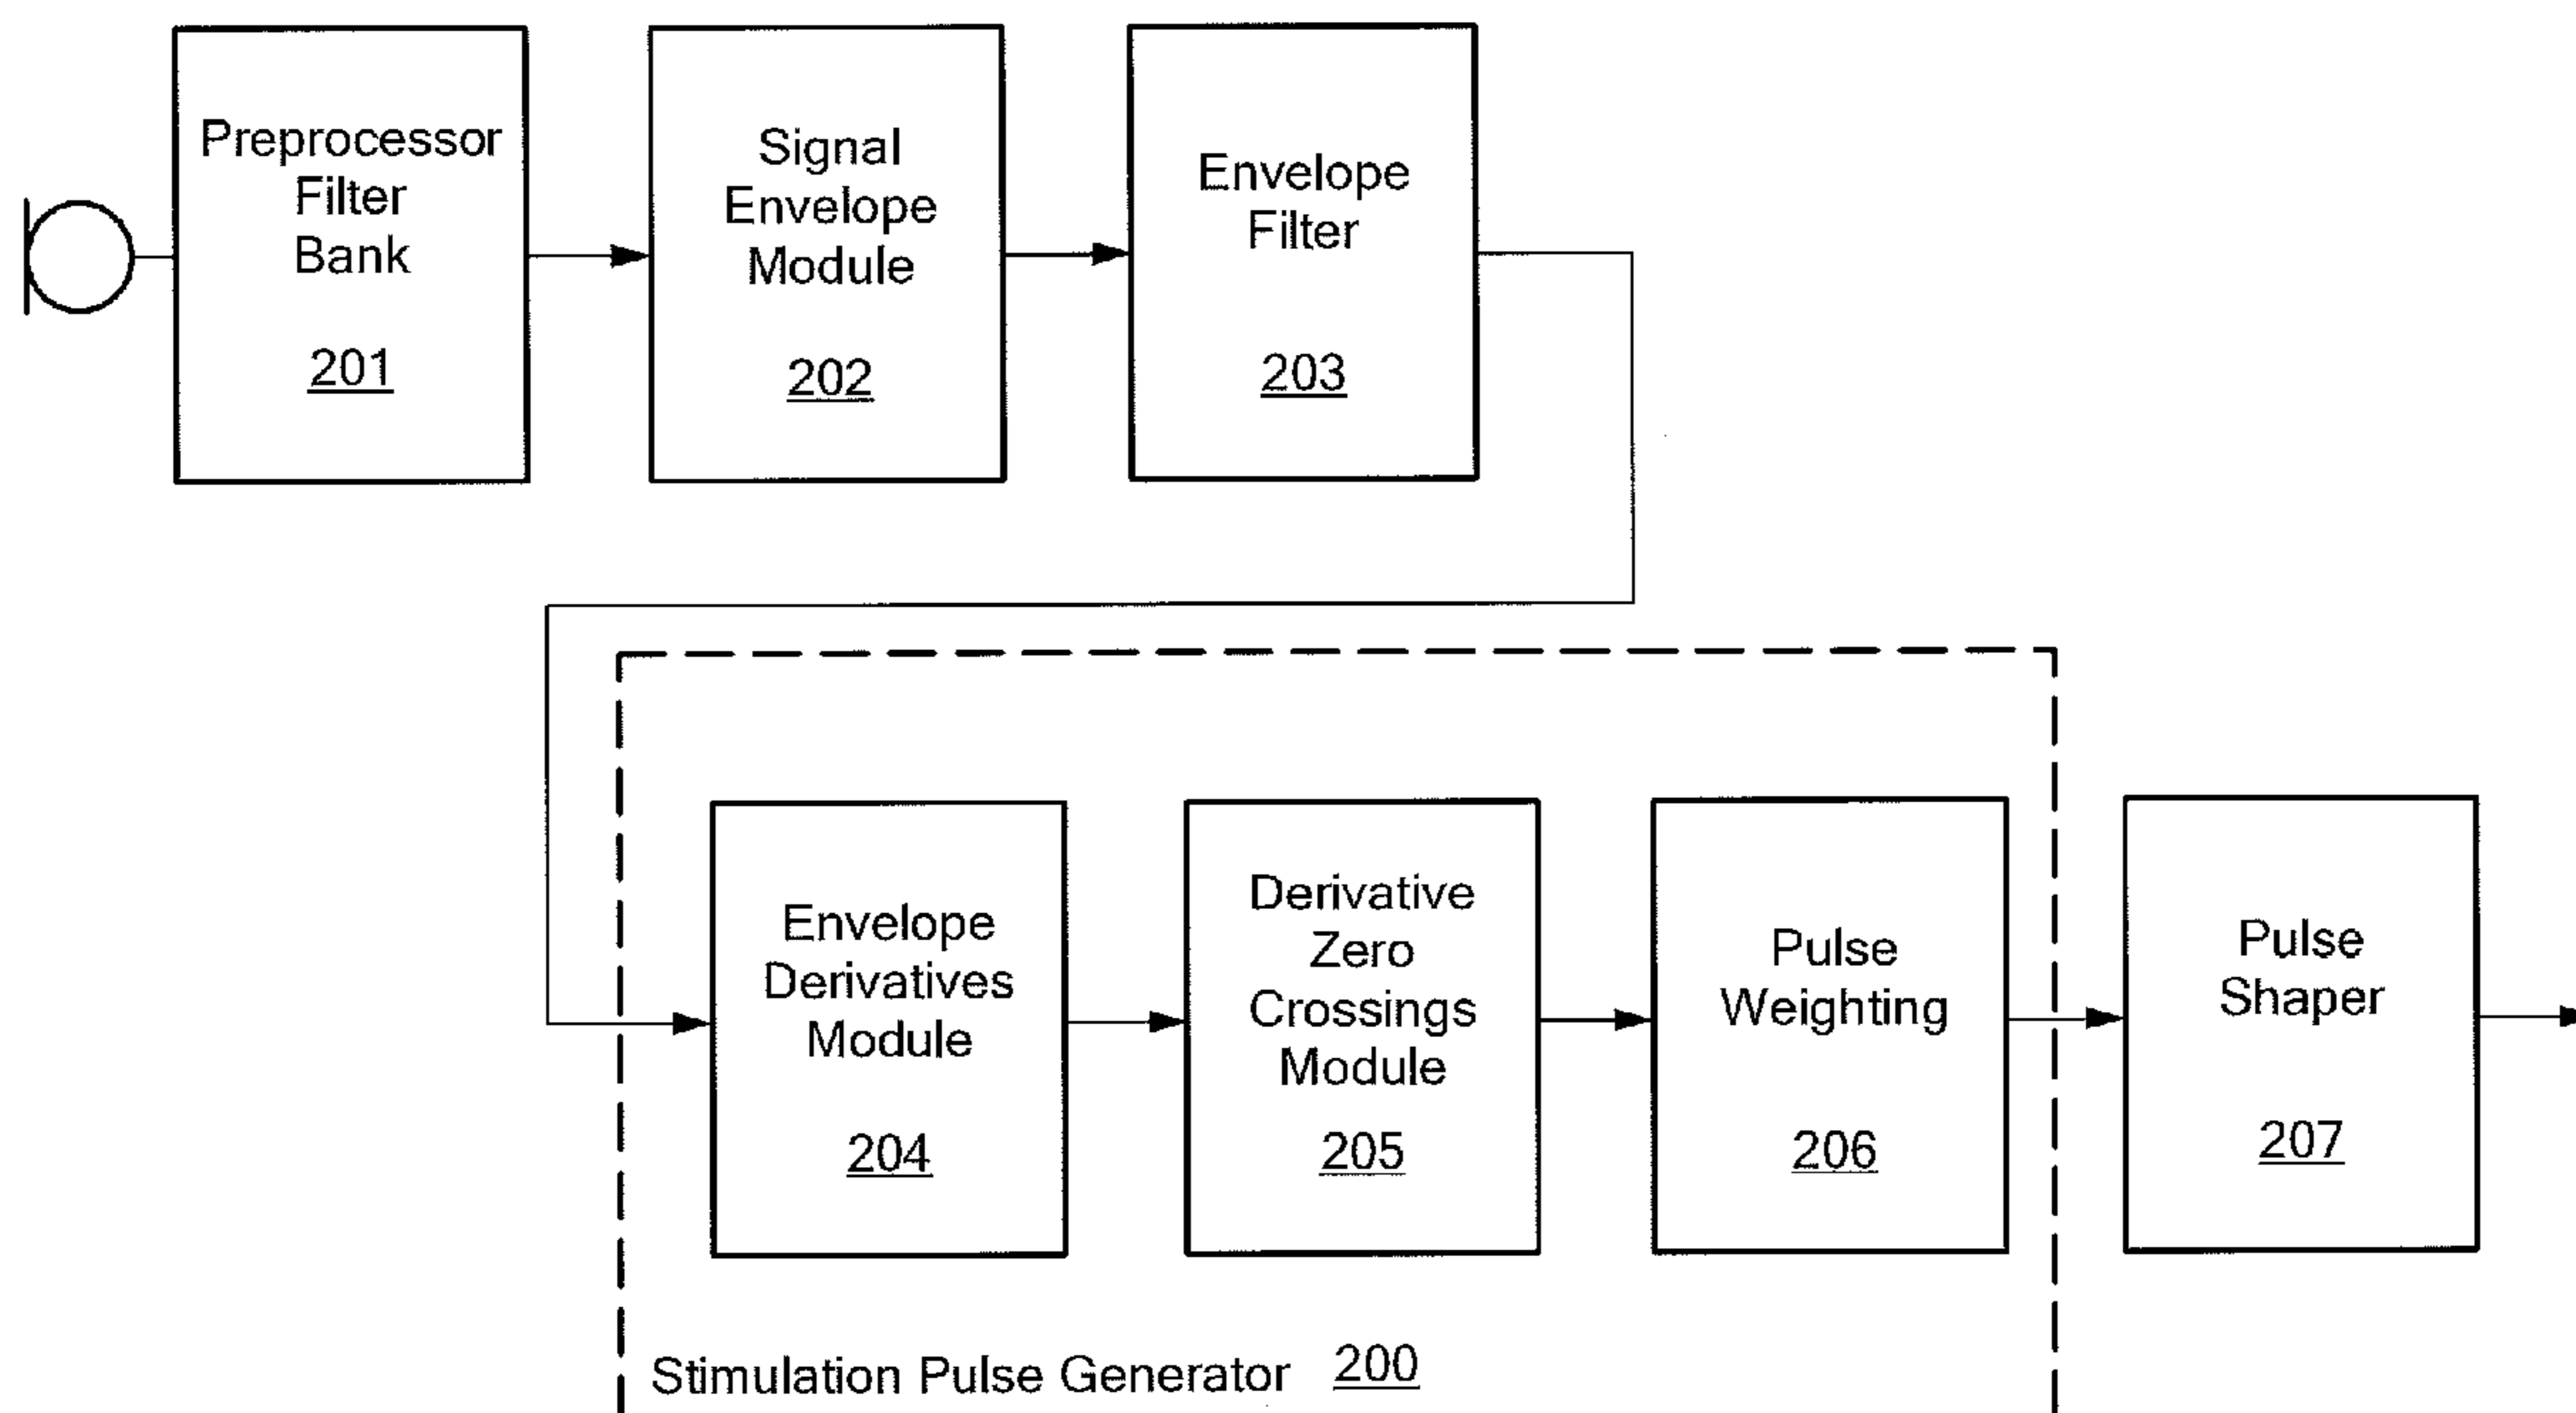 Preprocessor
Filter
Bank
201
Signal
Envelope
Module
202
Envelope
Filter
203
Envelope
Derivatives
Module
204
Derivative
Zero
Crossings
Module
205
Pulse
Weighting
206
Pulse
Shaper
207
Stimulation Pulse Generator 200